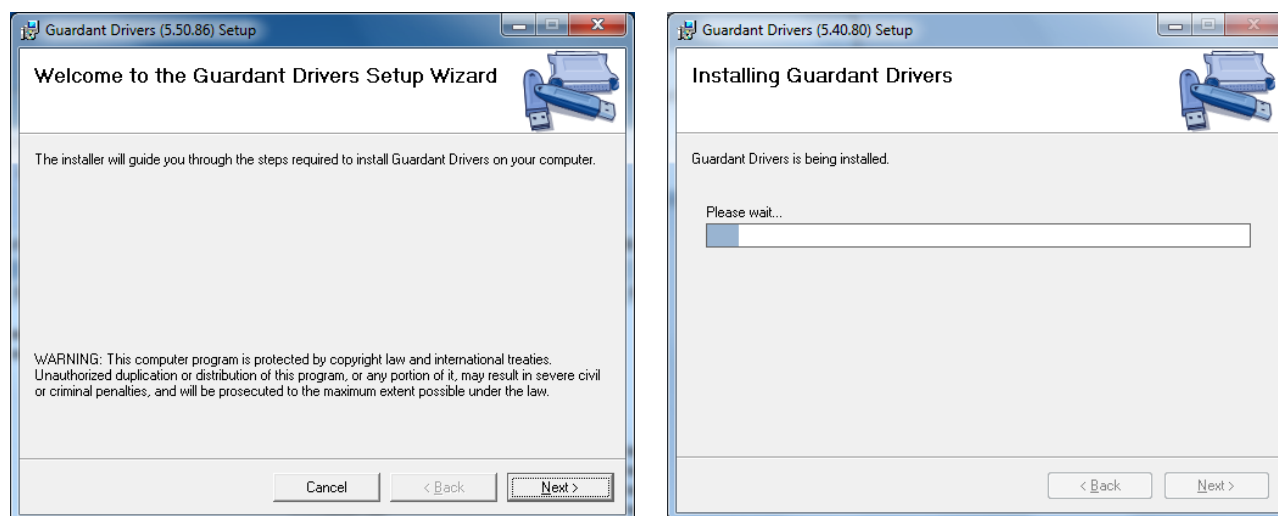 Guardant Drivers (5.50.86) Setup
Welcome to the Guardant Drivers Setup Wizard
The installer will guide you through the steps required to install Guardant Drivers on your computer.
WARNING: This computer program is protected by copyright law and international treaties.
Unauthorized duplication or distribution of this program, or any portion of it, may result in severe civil
or criminal penalties, and will be prosecuted to the maximum extent possible under the law.
Cancel
< Back
Next >
Guardant Drivers (5.40.80) Setup
Installing Guardant Drivers
Guardant Drivers is being installed.
Please wait...
< Back
Next >